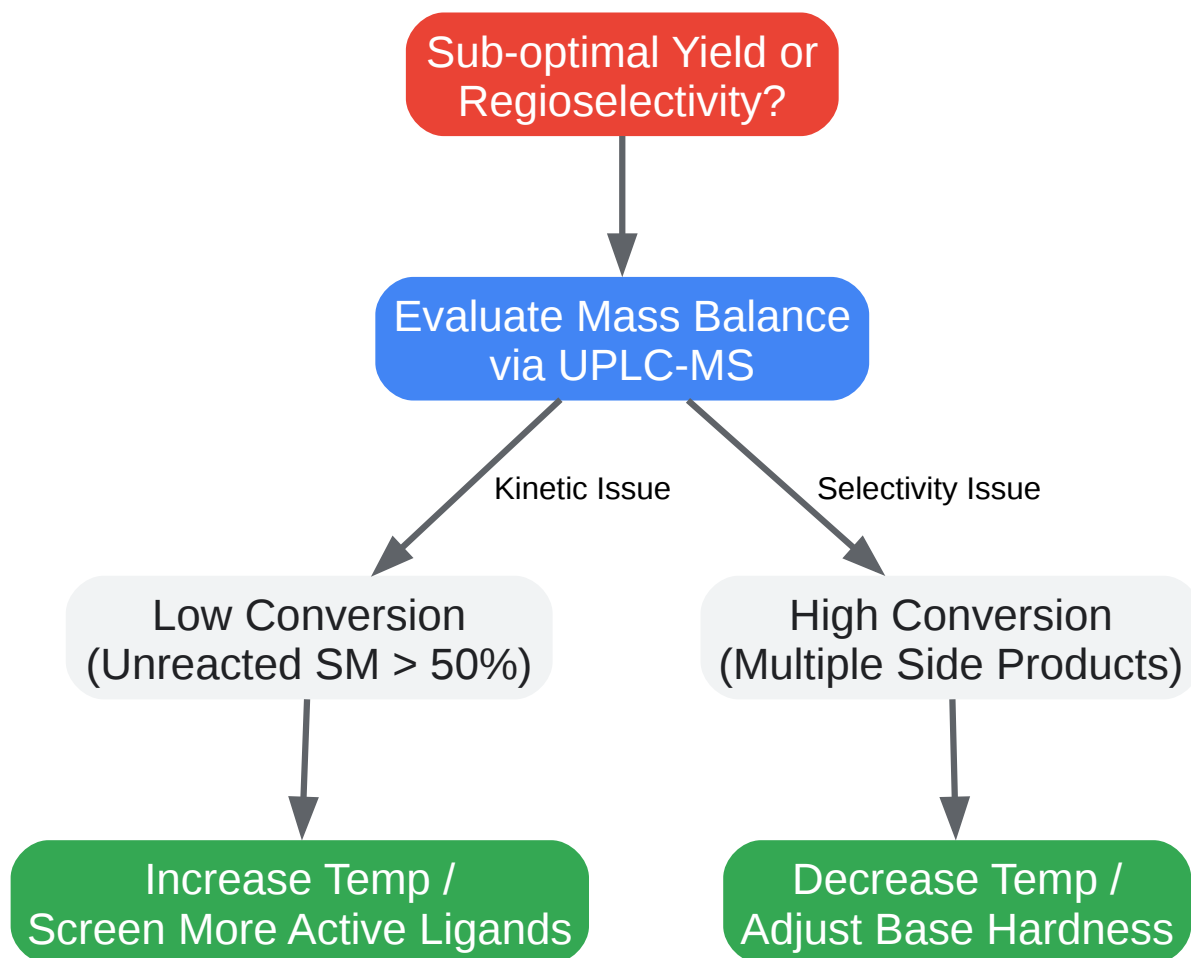 Sub-optimal Yield or
Regioselectivity?
Evaluate Mass Balance
via UPLC-MS
Kinetic Issue
Selectivity Issue
Low Conversion
(Unreacted SM > 50%)
High Conversion
(Multiple Side Products)
Increase Temp /
Screen More Active Ligands
Decrease Temp /
Adjust Base Hardness